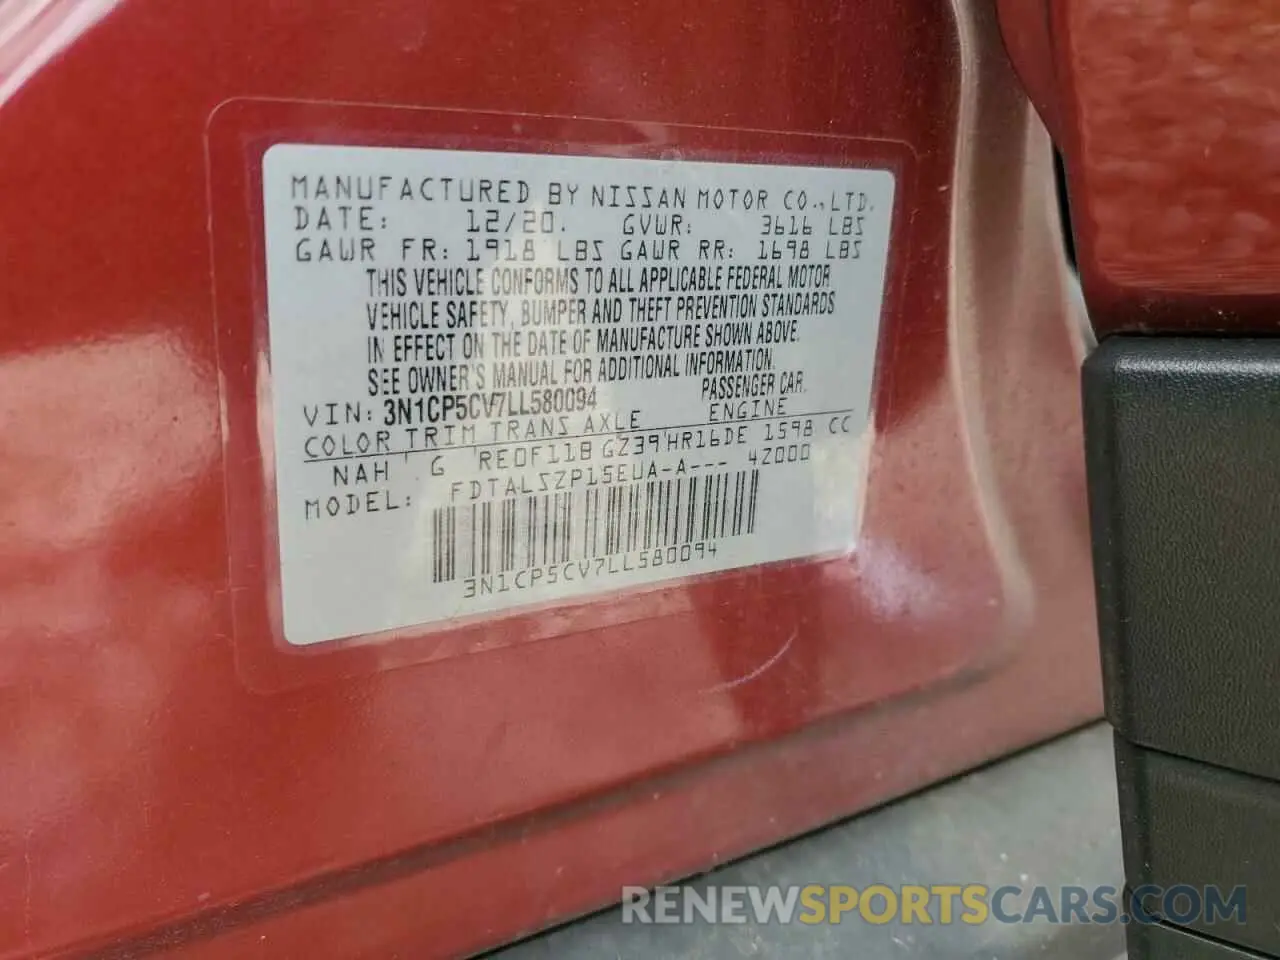 MANUFACTURED BY NISSAN MOTOR CO.,LTD.
DATE: 12/20. GVWR: 3616 LBS
GAWR FR: 1918 LBS GAWR RR: 1698 LBS
THIS VEHICLE CONFORMS TO ALL APPLICABLE FEDERAL MOTOR
VEHICLE SAFETY, BUMPER AND THEFT PREVENTION STANDARDS
IN EFFECT ON THE DATE OF MANUFACTURE SHOWN ABOVE.
SEE OWNER'S MANUAL FOR ADDITIONAL INFORMATION.
VIN: 3N1CP5CV7LL580094 PASSENGER CAR
COLOR TRIM TRANS AXLE ENGINE
NAH G RE0F11B GZ39 HR16DE 1598 CC
MODEL: FDTALSZP15EUA-A--- 42000
3N1CP5CV7LL580094
RENEWSPORTSCARS.COM